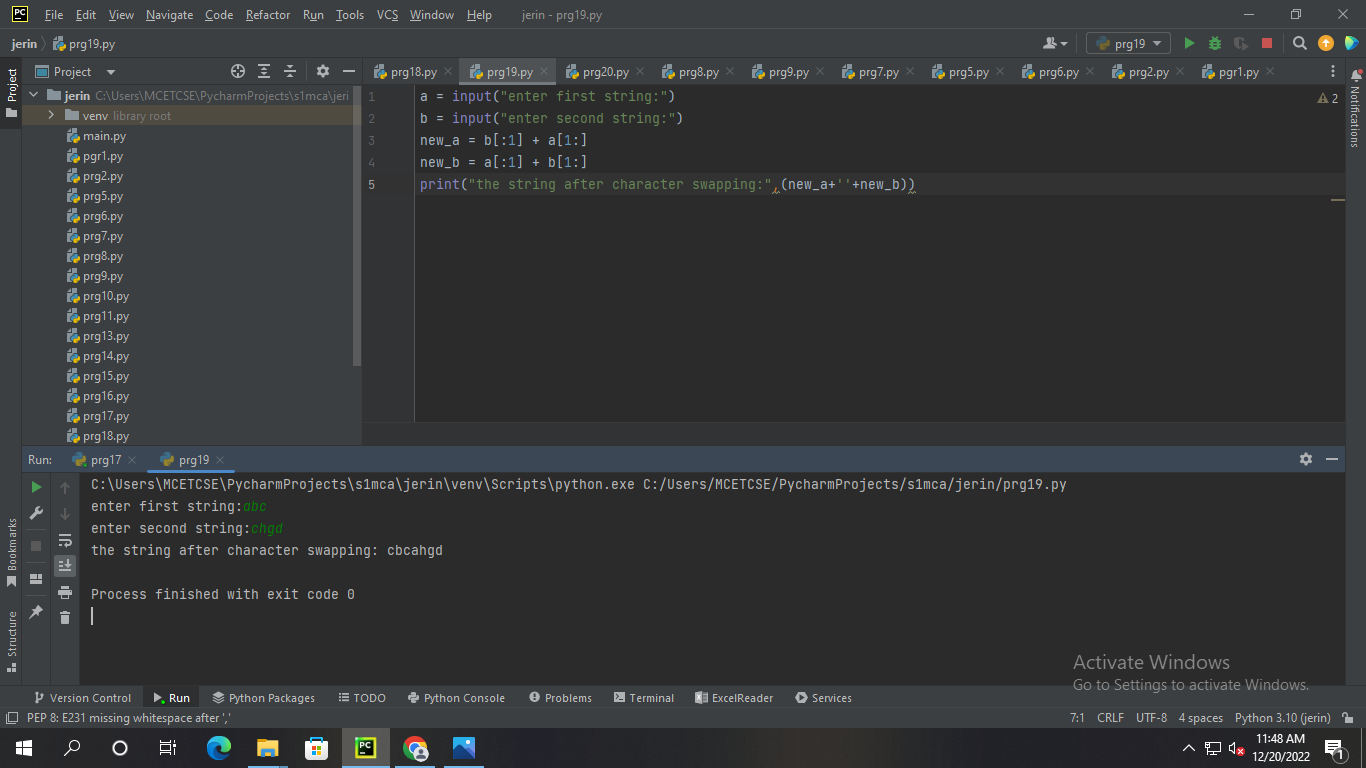 File Edit View Navigate Code Refactor Run Tools VCS Window Help jerin - prg19.py
jerin prg19.py prg19
Project prg18.py prg19.py prg20.py prg8.py prg9.py prg7.py prg5.py prg6.py prg2.py pgr1.py
Project
Notifications
jerin C:\Users\MCETCSE\PycharmProjects\s1mca\jeri
venv library root
main.py
pgr1.py
prg2.py
prg5.py
prg6.py
prg7.py
prg8.py
prg9.py
prg10.py
prg11.py
prg13.py
prg14.py
prg15.py
prg16.py
prg17.py
prg18.py
1 a = input("enter first string:")
2 b = input("enter second string:")
3 new_a = b[:1] + a[1:]
4 new_b = a[:1] + b[1:]
5 print("the string after character swapping:",(new_a+''+new_b))
2
Run: prg17 prg19
C:\Users\MCETCSE\PycharmProjects\s1mca\jerin\venv\Scripts\python.exe C:/Users/MCETCSE/PycharmProjects/s1mca/jerin/prg19.py
enter first string:abc
enter second string:chgd
the string after character swapping: cbcahgd
Process finished with exit code 0
Bookmarks
Structure
Activate Windows
Go to Settings to activate Windows.
Version Control Run Python Packages TODO Python Console Problems Terminal ExcelReader Services
PEP 8: E231 missing whitespace after ',' 7:1 CRLF UTF-8 4 spaces Python 3.10 (jerin)
PC
11:48 AM
12/20/2022
1